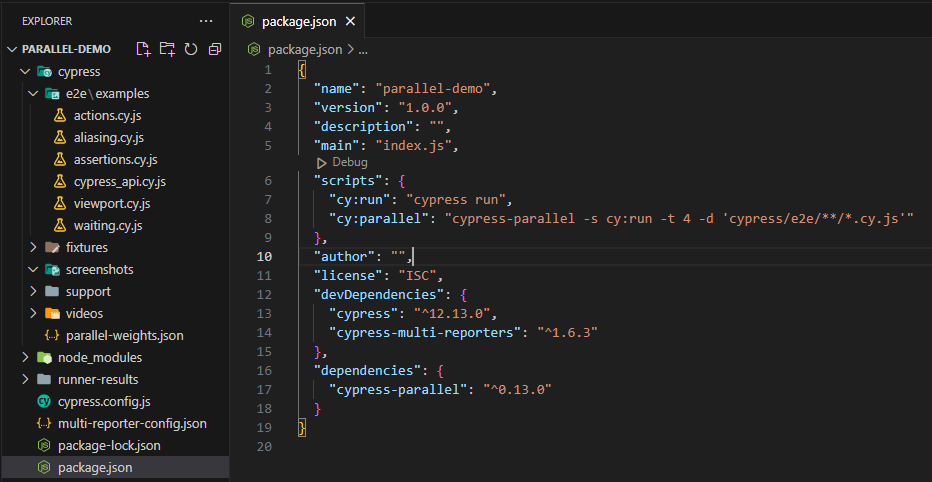 EXPLORER
PARALLEL-DEMO
cypress
e2e\examples
actions.cy.js
aliasing.cy.js
assertions.cy.js
cypress_api.cy.js
viewport.cy.js
waiting.cy.js
fixtures
screenshots
support
videos
{..} parallel-weights.json
node_modules
runner-results
cy cypress.config.js
{..} multi-reporter-config.json
package-lock.json
package.json
package.json
package.json > ...
1 {
2 "name": "parallel-demo",
3 "version": "1.0.0",
4 "description": "",
5 "main": "index.js",
Debug
6 "scripts": {
7 "cy:run": "cypress run",
8 "cy:parallel": "cypress-parallel -s cy:run -t 4 -d 'cypress/e2e/**/*.cy.js'"
9 },
10 "author": "",
11 "license": "ISC",
12 "devDependencies": {
13 "cypress": "^12.13.0",
14 "cypress-multi-reporters": "^1.6.3"
15 },
16 "dependencies": {
17 "cypress-parallel": "^0.13.0"
18 }
19 }
20